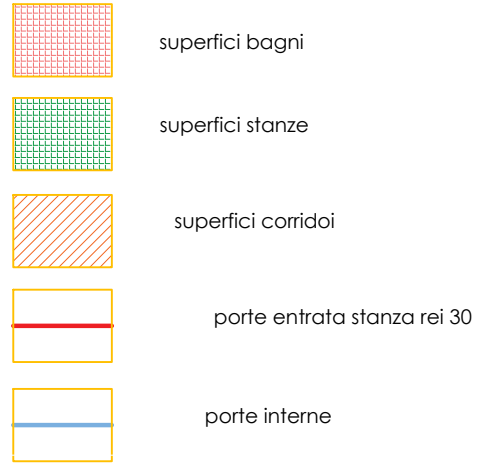 superfici bagni
superfici stanze
superfici corridoi
porte entrata stanza rei 30
porte interne